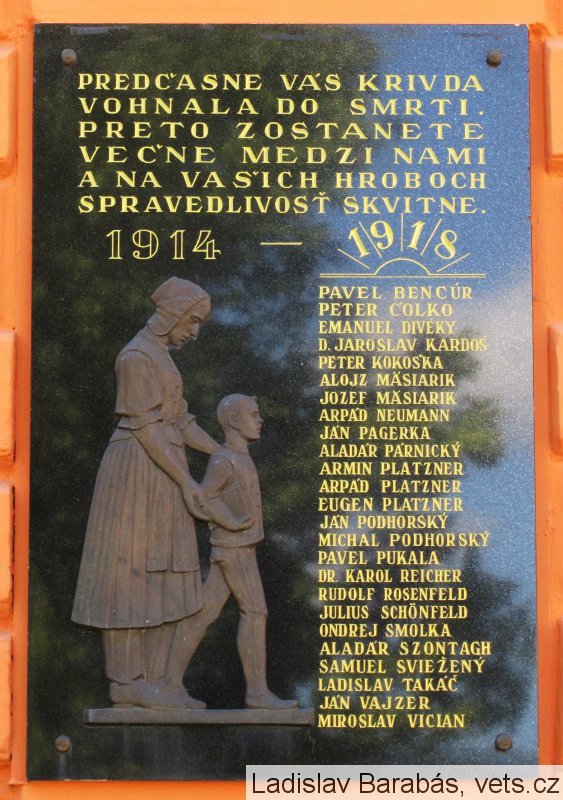 PREDČASNE VÁS KRIVDA
VOHNALA DO SMRTI.
PRETO ZOSTANETE
VEČNE MEDZI NAMI
A NA VAŠICH HROBOCH
SPRAVEDLIVOSŤ SKVITNE.
1914 — 1918
PAVEL BENCÚR
PETER ČOLKO
EMANUEL DIVÉKY
D. JAROSLAV KARDOŠ
PETER KOKOŠKA
ALOJZ MÄSIARIK
JOZEF MÄSIARIK
ARPÁD NEUMANN
JÁN PAGERKA
ALADÁR PÁRNICKÝ
ARMIN PLATZNER
ARPÁD PLATZNER
EUGEN PLATZNER
JÁN PODHORSKÝ
MICHAL PODHORSKÝ
PAVEL PUKALA
DR. KAROL REICHER
RUDOLF ROSENFELD
JULIUS SCHÖNFELD
ONDREJ SMOLKA
ALADÁR SZONTAGH
SAMUEL SVIEŽENÝ
LADISLAV TAKÁČ
JÁN VAJZER
MIROSLAV VICIAN
Ladislav Barabás, vets.cz